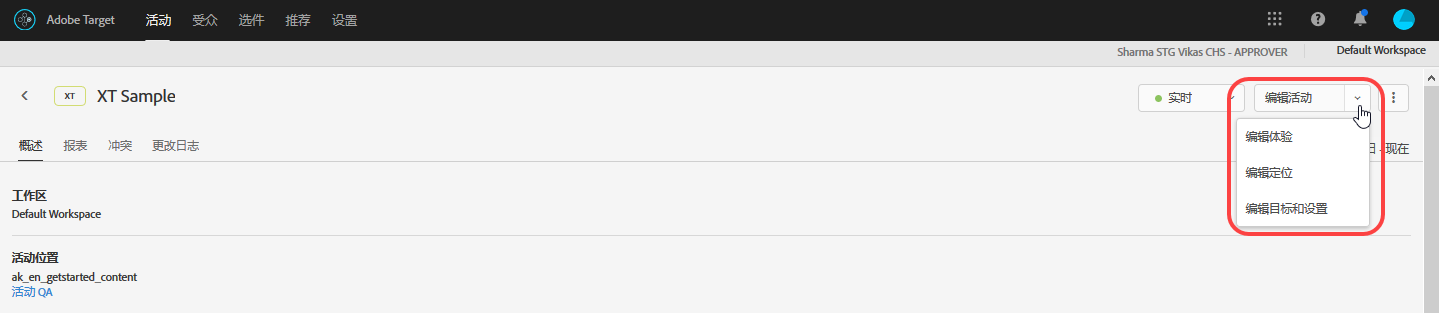 Adobe Target 活动 受众 选件 推荐 设置
Sharma STG Vikas CHS - APPROVER Default Workspace
XT XT Sample 实时 编辑活动
概述 报表 冲突 更改日志 日 - 现在
编辑体验
编辑定位
编辑目标和设置
工作区
Default Workspace
活动位置
ak_en_getstarted_content
活动 QA